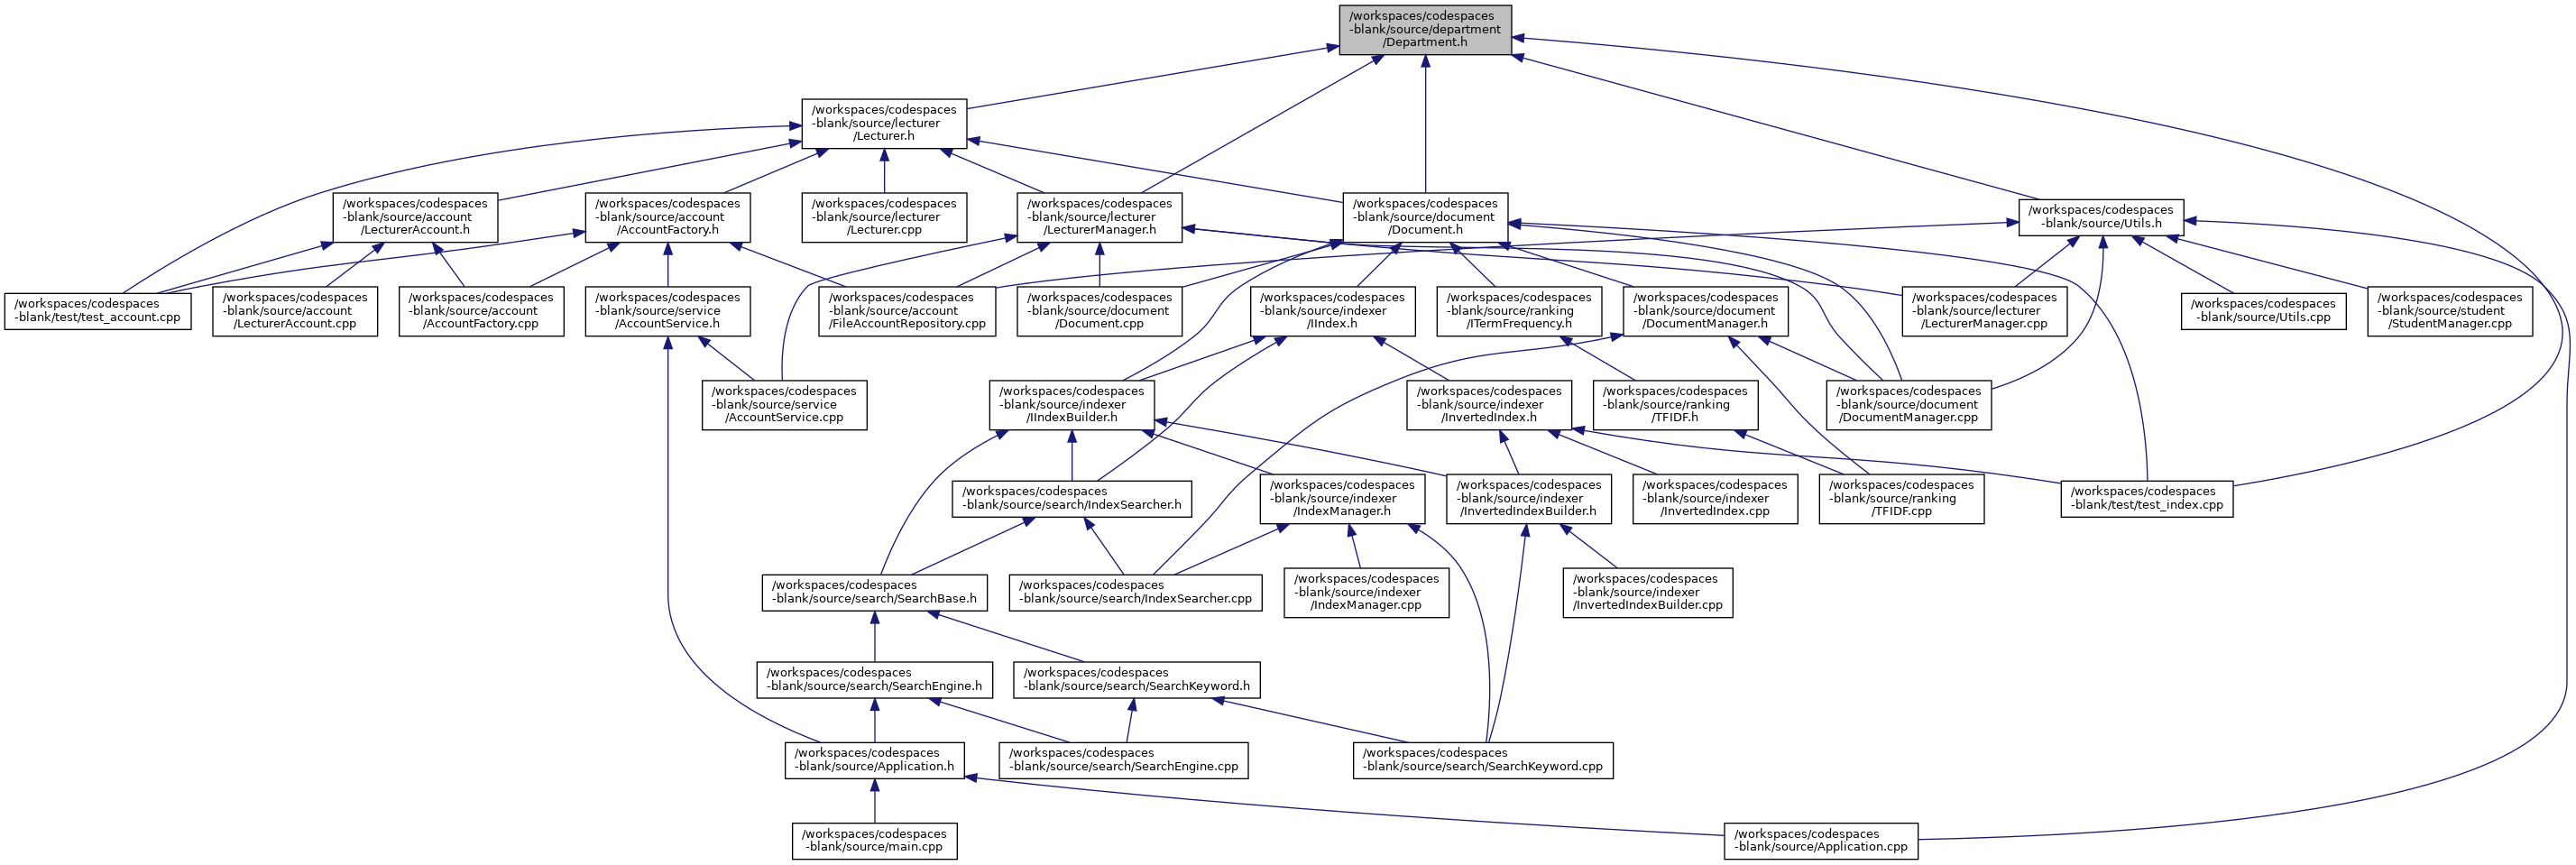 /workspaces/codespaces
-blank/source/department
/Department.h
/workspaces/codespaces
-blank/source/lecturer
/Lecturer.h
/workspaces/codespaces
-blank/source/account
/LecturerAccount.h
/workspaces/codespaces
-blank/source/account
/AccountFactory.h
/workspaces/codespaces
-blank/source/lecturer
/Lecturer.cpp
/workspaces/codespaces
-blank/source/lecturer
/LecturerManager.h
/workspaces/codespaces
-blank/source/document
/Document.h
/workspaces/codespaces
-blank/source/Utils.h
/workspaces/codespaces
-blank/test/test_account.cpp
/workspaces/codespaces
-blank/source/account
/LecturerAccount.cpp
/workspaces/codespaces
-blank/source/account
/AccountFactory.cpp
/workspaces/codespaces
-blank/source/service
/AccountService.h
/workspaces/codespaces
-blank/source/account
/FileAccountRepository.cpp
/workspaces/codespaces
-blank/source/document
/Document.cpp
/workspaces/codespaces
-blank/source/indexer
/IIndex.h
/workspaces/codespaces
-blank/source/ranking
/ITermFrequency.h
/workspaces/codespaces
-blank/source/document
/DocumentManager.h
/workspaces/codespaces
-blank/source/lecturer
/LecturerManager.cpp
/workspaces/codespaces
-blank/source/Utils.cpp
/workspaces/codespaces
-blank/source/student
/StudentManager.cpp
/workspaces/codespaces
-blank/source/service
/AccountService.cpp
/workspaces/codespaces
-blank/source/indexer
/IIndexBuilder.h
/workspaces/codespaces
-blank/source/indexer
/InvertedIndex.h
/workspaces/codespaces
-blank/source/ranking
/TFIDF.h
/workspaces/codespaces
-blank/source/document
/DocumentManager.cpp
/workspaces/codespaces
-blank/source/search/IndexSearcher.h
/workspaces/codespaces
-blank/source/indexer
/IndexManager.h
/workspaces/codespaces
-blank/source/indexer
/InvertedIndexBuilder.h
/workspaces/codespaces
-blank/source/indexer
/InvertedIndex.cpp
/workspaces/codespaces
-blank/source/ranking
/TFIDF.cpp
/workspaces/codespaces
-blank/test/test_index.cpp
/workspaces/codespaces
-blank/source/search/SearchBase.h
/workspaces/codespaces
-blank/source/search/IndexSearcher.cpp
/workspaces/codespaces
-blank/source/indexer
/IndexManager.cpp
/workspaces/codespaces
-blank/source/indexer
/InvertedIndexBuilder.cpp
/workspaces/codespaces
-blank/source/search/SearchEngine.h
/workspaces/codespaces
-blank/source/search/SearchKeyword.h
/workspaces/codespaces
-blank/source/Application.h
/workspaces/codespaces
-blank/source/search/SearchEngine.cpp
/workspaces/codespaces
-blank/source/search/SearchKeyword.cpp
/workspaces/codespaces
-blank/source/main.cpp
/workspaces/codespaces
-blank/source/Application.cpp